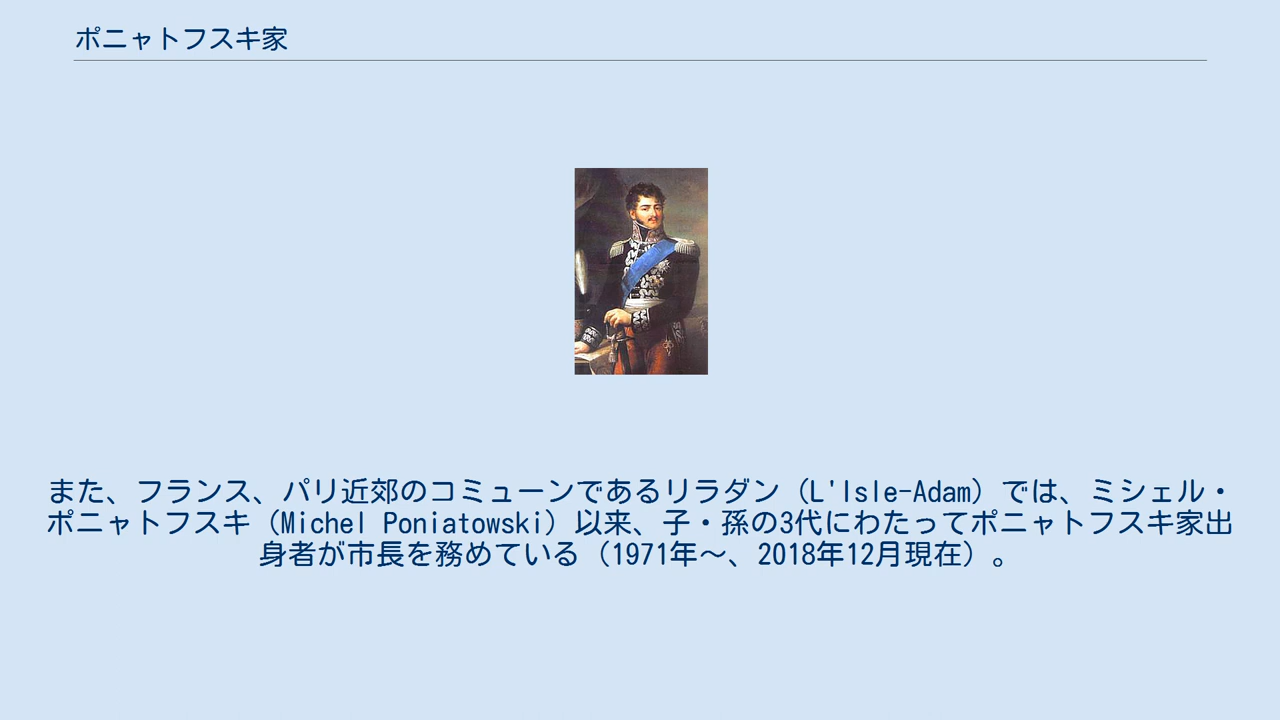 ポニャトフスキ家
また、フランス、パリ近郊のコミューンであるリラダン（L'Isle-Adam）では、ミシェル・
ポニャトフスキ（Michel Poniatowski）以来、子・孫の3代にわたってポニャトフスキ家出
身者が市長を務めている（1971年〜、2018年12月現在）。